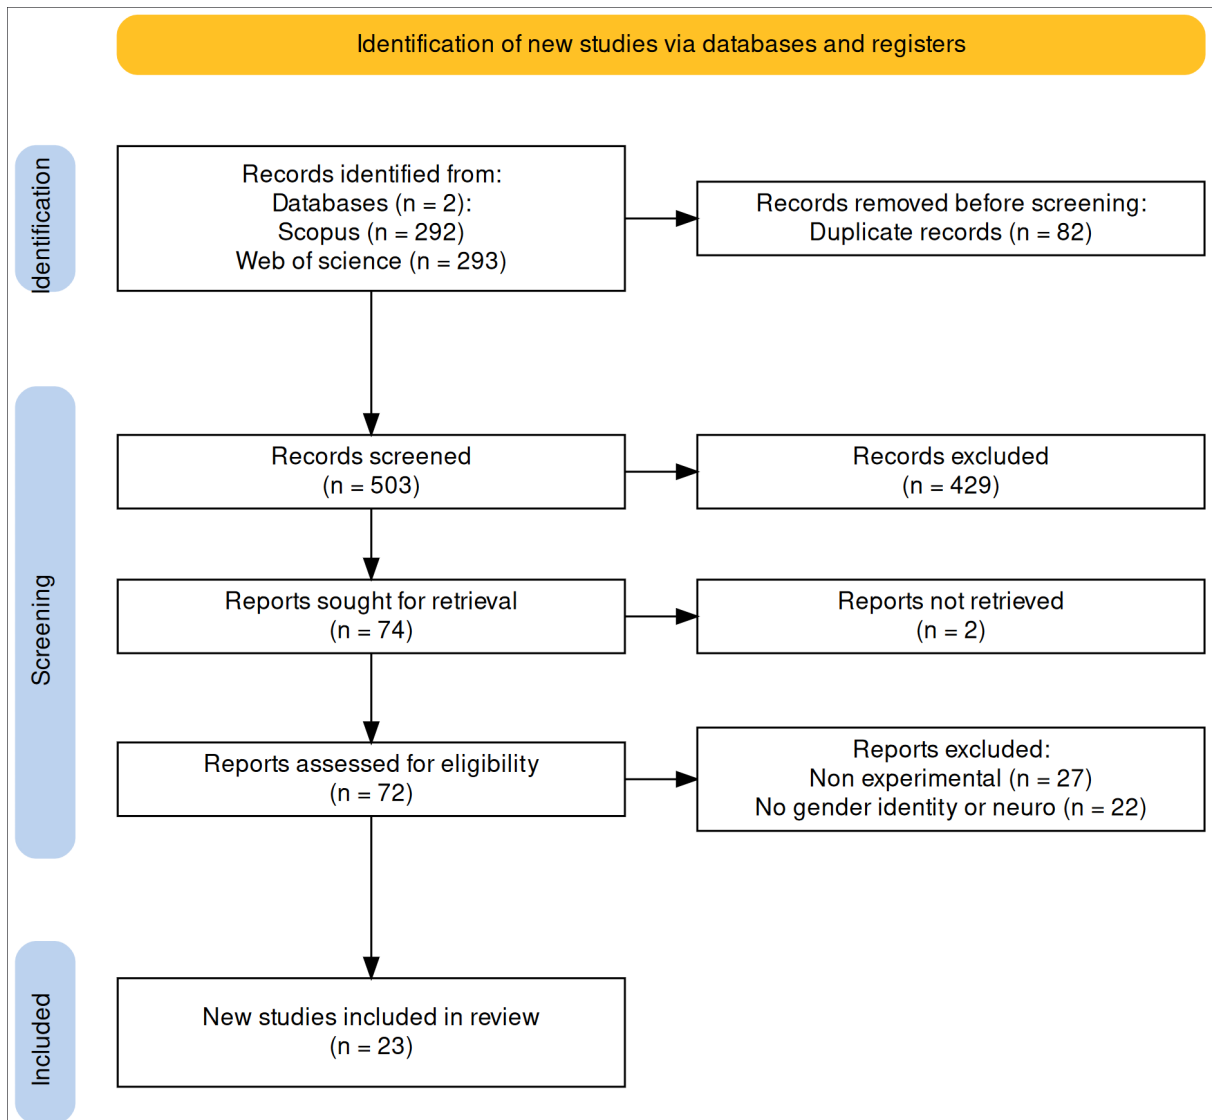 Identification of new studies via databases and registers
Identification
Records identified from:
Databases (n = 2):
Scopus (n = 292)
Web of science (n = 293)
Records removed before screening:
Duplicate records (n = 82)
Screening
Records screened
(n = 503)
Records excluded
(n = 429)
Reports sought for retrieval
(n = 74)
Reports not retrieved
(n = 2)
Reports assessed for eligibility
(n = 72)
Reports excluded:
Non experimental (n = 27)
No gender identity or neuro (n = 22)
Included
New studies included in review
(n = 23)